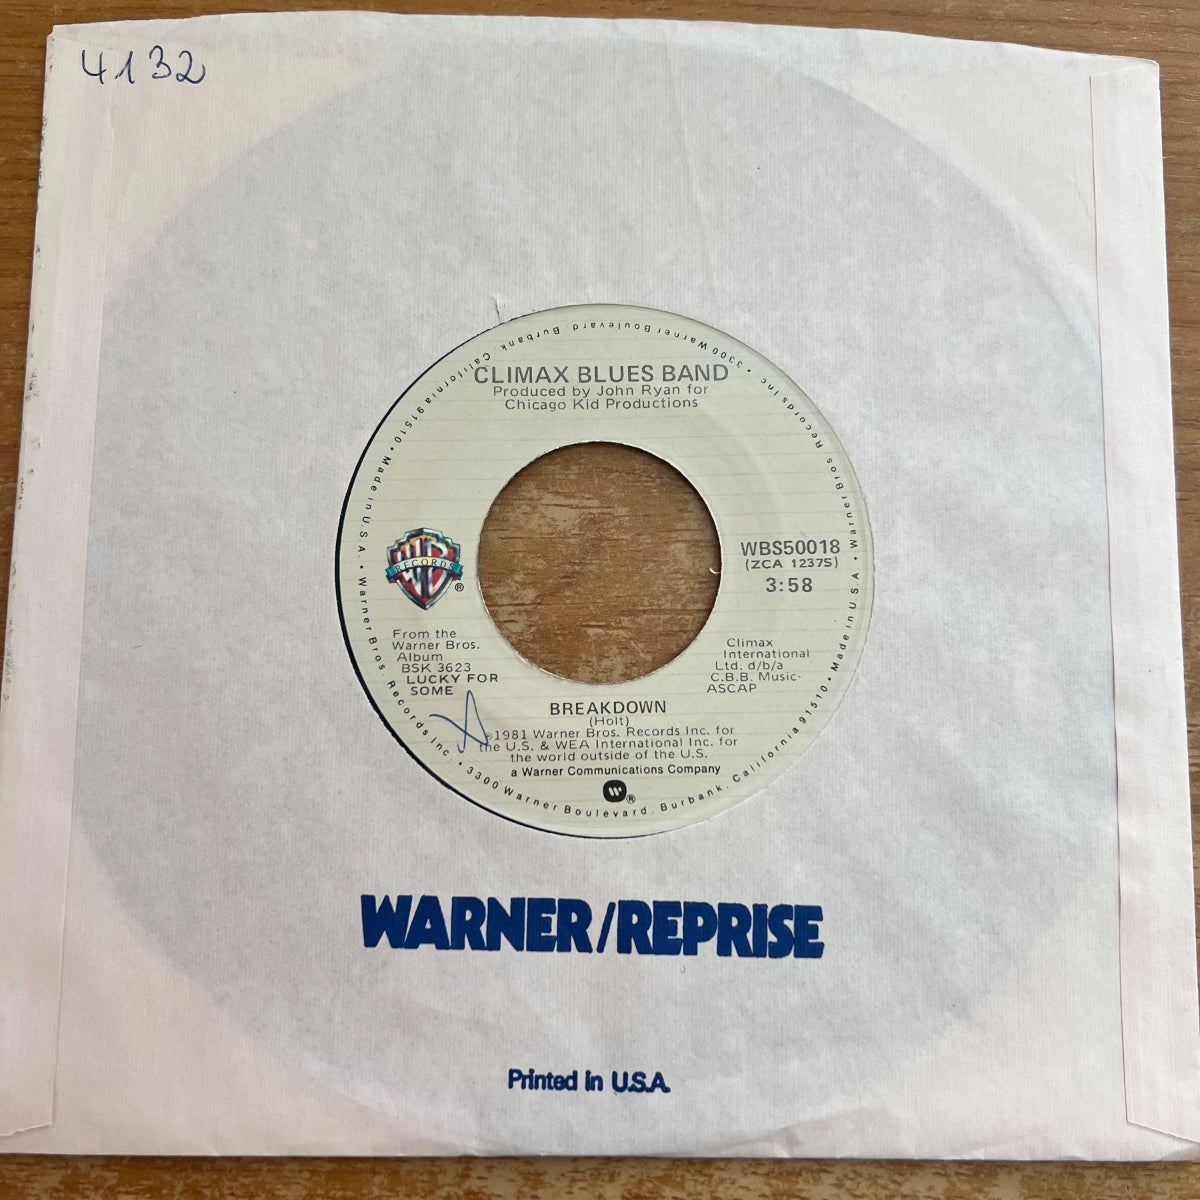 4132
CLIMAX BLUES BAND
Produced by John Ryan for
Chicago Kid Productions
WB
RECORDS
®
WBS50018
(ZCA 1237S)
3:58
From the
Warner Bros.
Album
BSK 3623
LUCKY FOR
SOME
Climax
International
Ltd. d/b/a
C.B.B. Music-
ASCAP
BREAKDOWN
(Holt)
℗1981 Warner Bros. Records Inc. for
the U.S. & WEA International Inc. for
the world outside of the U.S.
a Warner Communications Company
W®
• Warner Bros. Records Inc. • 3300 Warner Boulevard, Burbank, California 91510 • Made in U.S.A. • Warner Bros Records Inc. • 3300 Warner Boulevard, Burbank, California 91510 • Made in U.S.A.
WARNER/REPRISE
Printed in U.S.A.